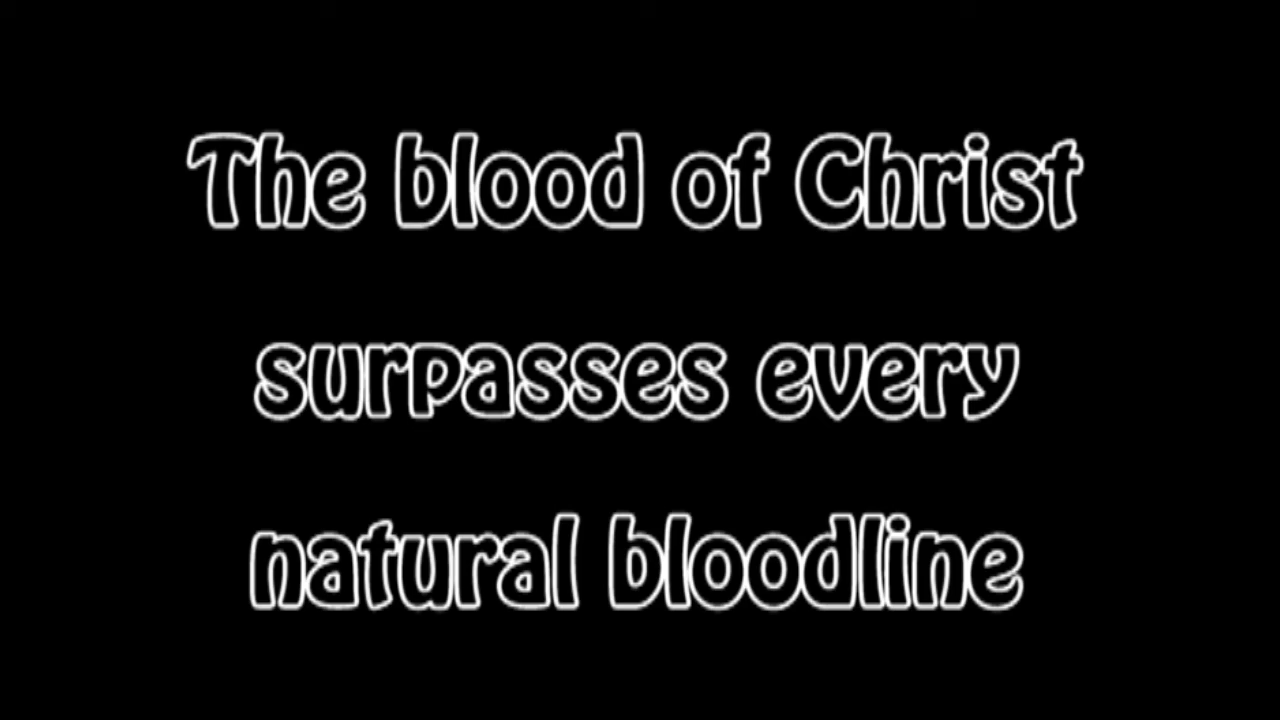 The blood of Christ
surpasses every
natural bloodline